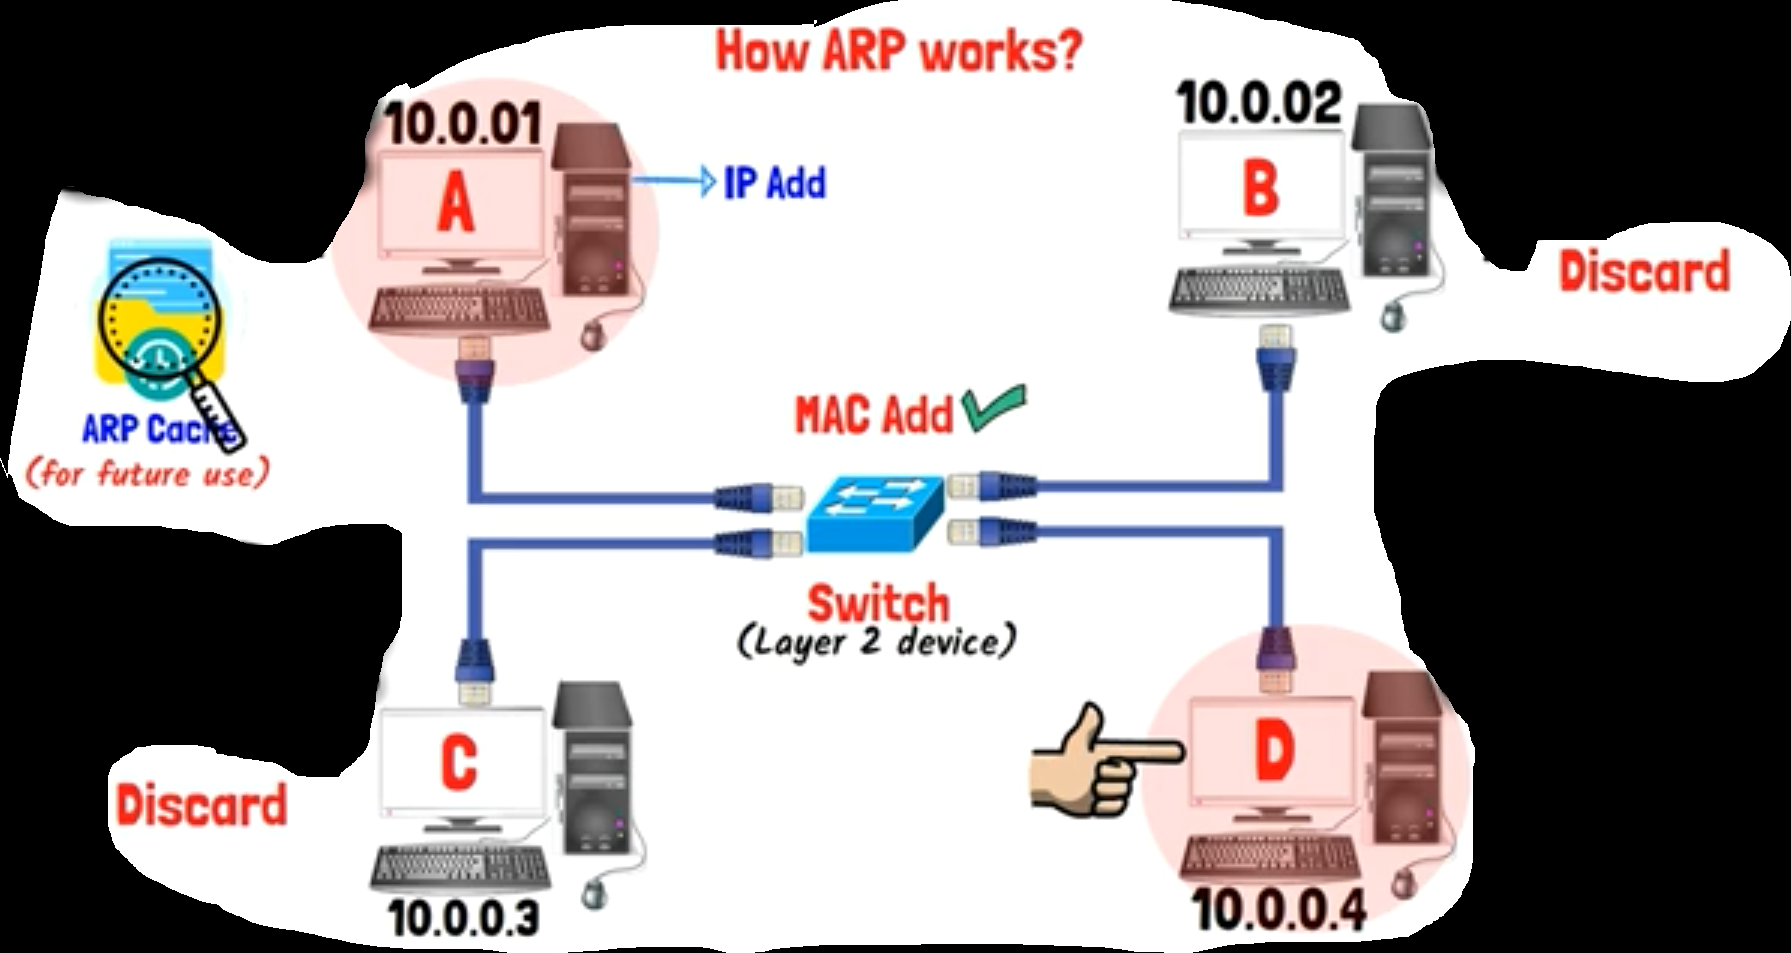 How ARP works?
10.0.01
A
IP Add
10.0.02
B
Discard
ARP Cache
(for future use)
MAC Add
Switch
(Layer 2 device)
C
Discard
10.0.0.3
D
10.0.0.4